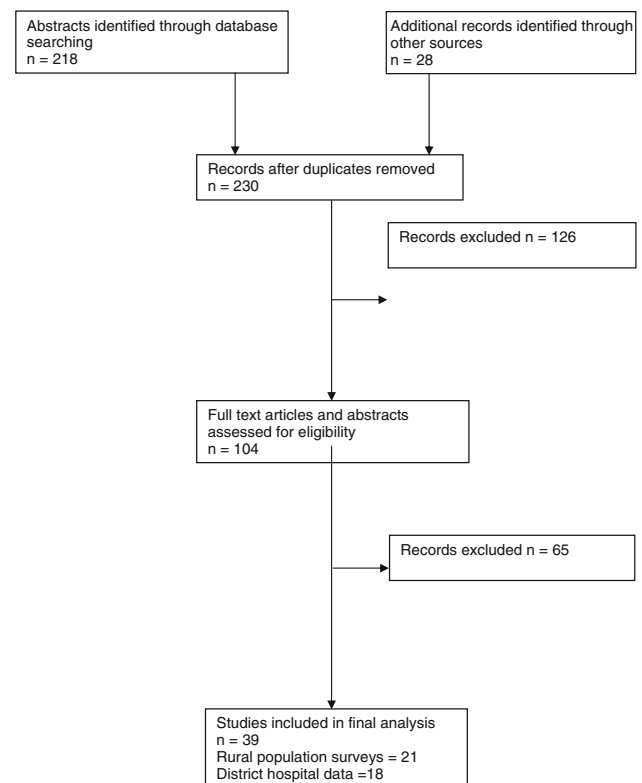 Abstracts identified through database
searching
n = 218
Additional records identified through
other sources
n = 28
Records after duplicates removed
n = 230
Records excluded n = 126
Full text articles and abstracts
assessed for eligibility
n = 104
Records excluded n = 65
Studies included in final analysis
n = 39
Rural population surveys = 21
District hospital data =18